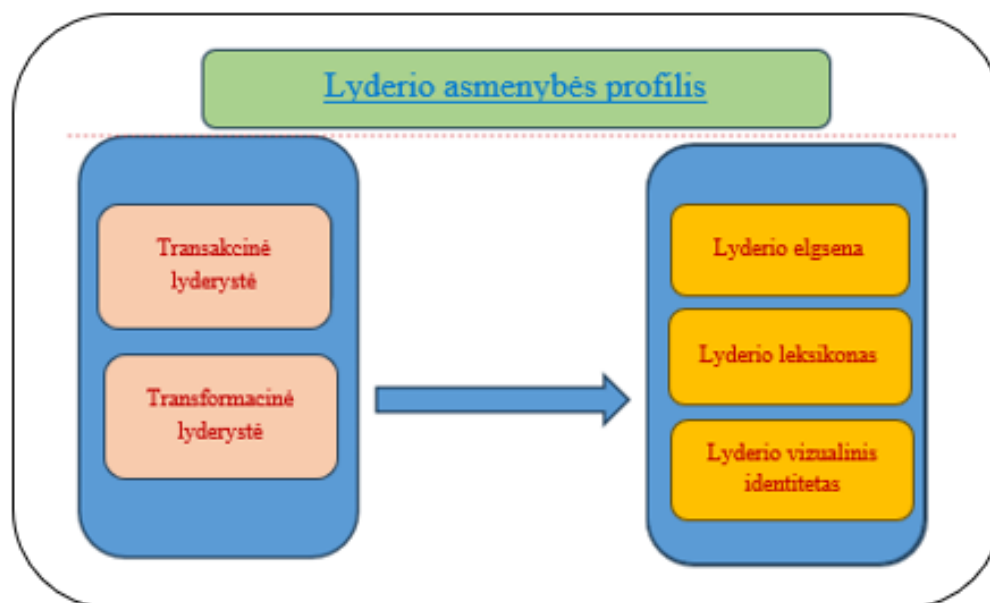 Lyderio asmenybės profilis
Transakcinė
lyderystė
Transformacinė
lyderystė
Lyderio elgsena
Lyderio leksikonas
Lyderio vizualinis
identitetas